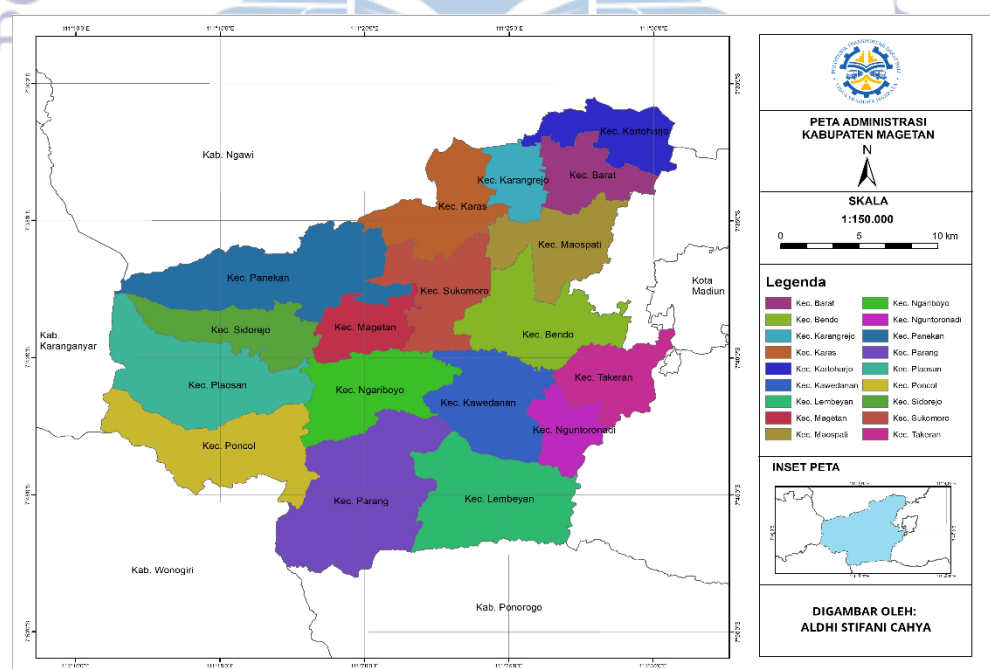 Kab. Ngawi
Kec. Kartoharjo
Kec. Karangrejo
Kec. Barat
Kec. Karas
Kec. Maospati
Kec. Panekan
Kec. Sukomoro
Kota
Madiun
Kec. Sidorejo
Kec. Magetan
Kec. Bendo
Kab.
Karanganyar
Kec. Plaosan
Kec. Ngariboyo
Kec. Takeran
Kec. Kawedanan
Kec. Nguntoronadi
Kec. Poncol
Kec. Parang
Kec. Lembeyan
Kab. Wonogiri
Kab. Ponorogo
PETA ADMINISTRASI
KABUPATEN MAGETAN
N
SKALA
1:150.000
0 5 10 km
Legenda
Kec. Barat
Kec. Bendo
Kec. Karangrejo
Kec. Karas
Kec. Kartoharjo
Kec. Kawedanan
Kec. Lembeyan
Kec. Magetan
Kec. Maospati
Kec. Ngariboyo
Kec. Nguntoronadi
Kec. Panekan
Kec. Parang
Kec. Plaosan
Kec. Poncol
Kec. Sidorejo
Kec. Sukomoro
Kec. Takeran
INSET PETA
DIGAMBAR OLEH:
ALDHI STIFANI CAHYA